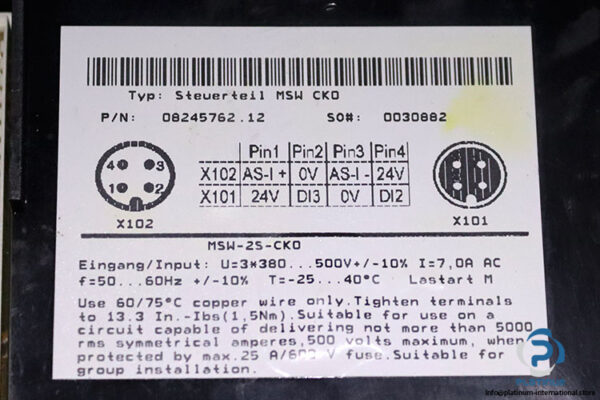 Typ: Steuerteil MSW CKO
P/N: 08245762.12 SO#: 0030882
Pin1 Pin2 Pin3 Pin4
X102 AS-I + 0V AS-I - 24V
X101 24V DI3 0V DI2
4 3
1 2
X102
X101
MSW-2S-CKO
Eingang/Input: U=3*380...500V+/-10% I=7,0A AC
f=50...60Hz +/-10% T=-25...40°C Lastart M
Use 60/75°C copper wire only.Tighten terminals
to 13.3 In.-Ibs(1,5Nm).Suitable for use on a
circuit capable of delivering not more than 5000
rms symmetrical amperes,500 volts maximum, when
protected by max.25 A/600 V fuse.Suitable for
group installation.
info@platinum-international.store